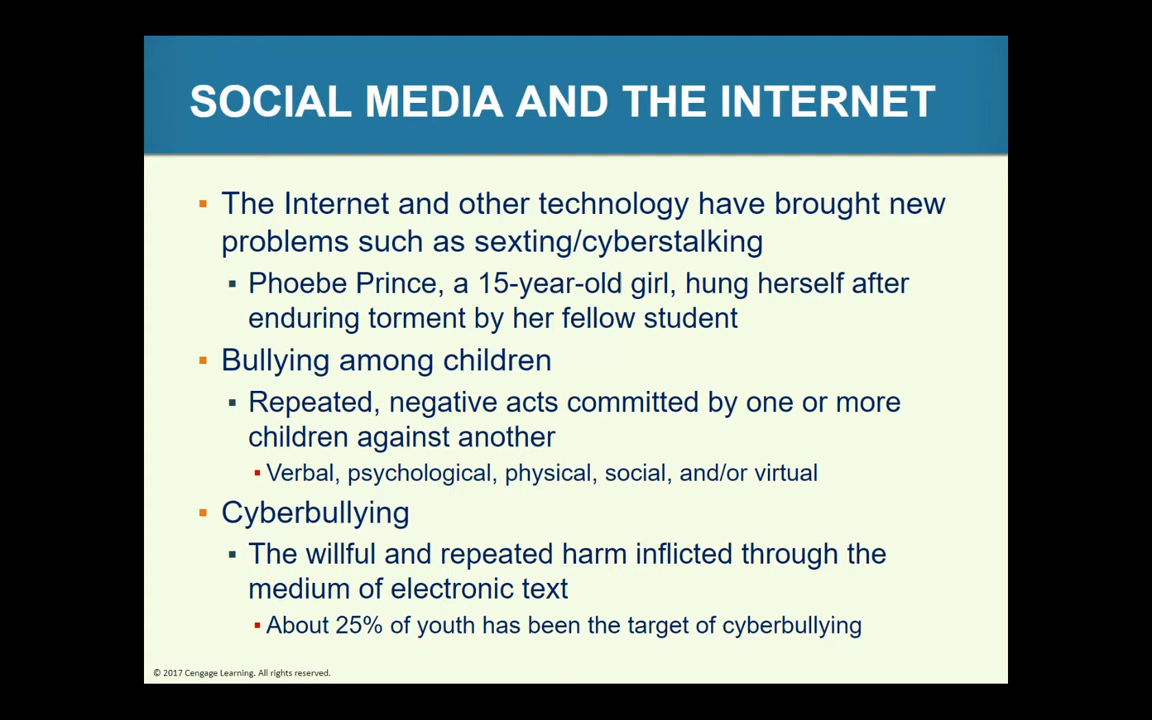 SOCIAL MEDIA AND THE INTERNET
▪ The Internet and other technology have brought new
problems such as sexting/cyberstalking
▪ Phoebe Prince, a 15-year-old girl, hung herself after
enduring torment by her fellow student
▪ Bullying among children
▪ Repeated, negative acts committed by one or more
children against another
▪ Verbal, psychological, physical, social, and/or virtual
▪ Cyberbullying
▪ The willful and repeated harm inflicted through the
medium of electronic text
▪ About 25% of youth has been the target of cyberbullying
© 2017 Cengage Learning. All rights reserved.